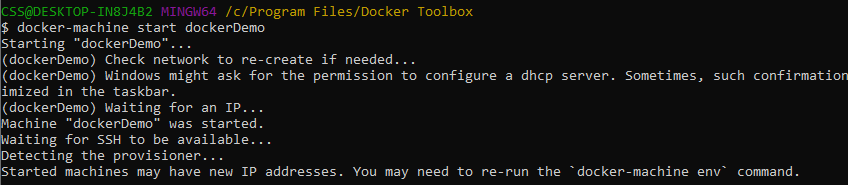 CSS@DESKTOP-IN8J4B2 MINGW64 /c/Program Files/Docker Toolbox
$ docker-machine start dockerDemo
Starting "dockerDemo"...
(dockerDemo) Check network to re-create if needed...
(dockerDemo) Windows might ask for the permission to configure a dhcp server. Sometimes, such confirmation
imized in the taskbar.
(dockerDemo) Waiting for an IP...
Machine "dockerDemo" was started.
Waiting for SSH to be available...
Detecting the provisioner...
Started machines may have new IP addresses. You may need to re-run the `docker-machine env` command.